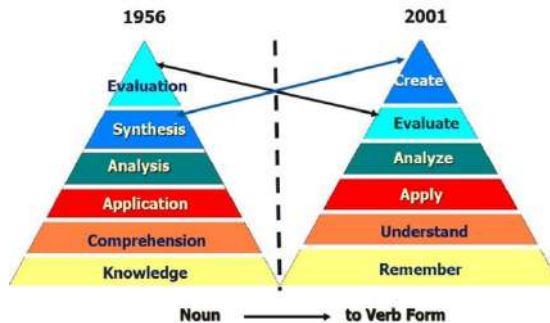 1956
2001
Evaluation
Synthesis
Analysis
Application
Comprehension
Knowledge
Create
Evaluate
Analyze
Apply
Understand
Remember
Noun to Verb Form